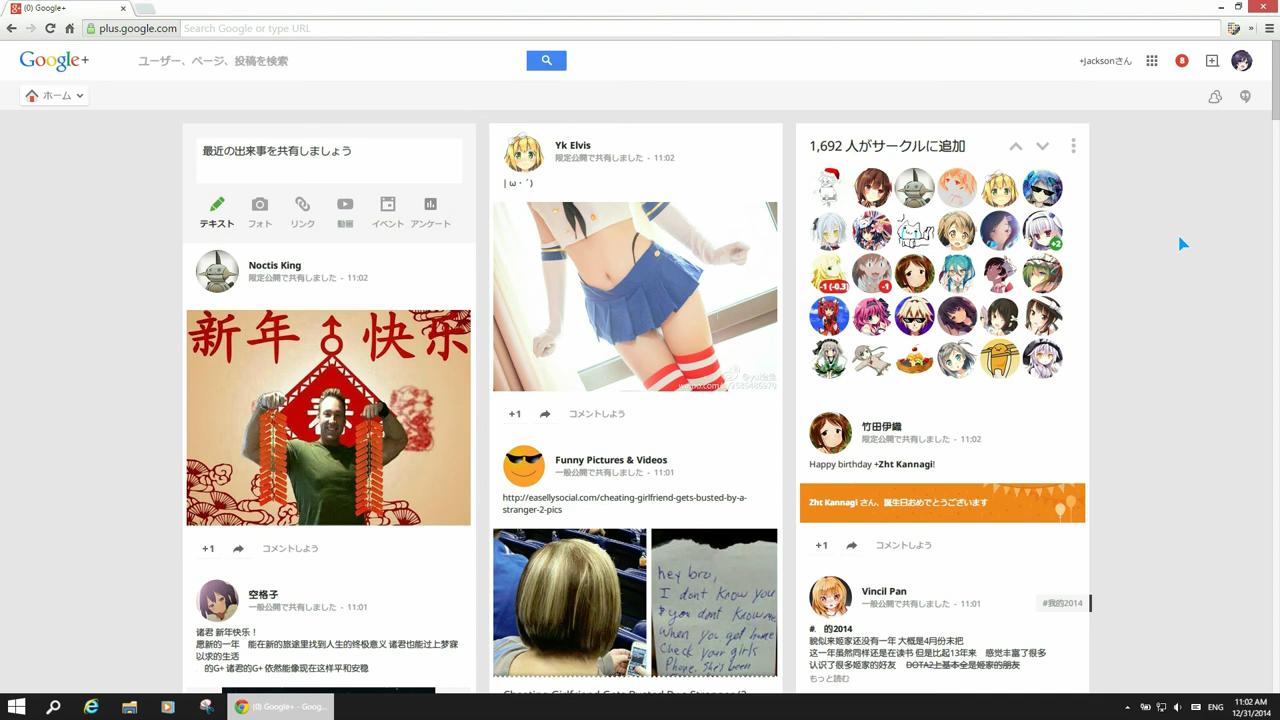 (0) Google+
plus.google.com
Search Google or type URL
Google+
ユーザー、ページ、投稿を検索
+Jacksonさん
8
ホーム
最近の出来事を共有しましょう
テキスト
フォト
リンク
動画
イベント
アンケート
Noctis King
限定公開で共有しました - 11:02
新年 快乐
+1
コメントしよう
空格子
一般公開で共有しました - 11:01
诸君 新年快乐！
愿新的一年 能在新的旅途里找到人生的终极意义 诸君也能过上梦寐
以求的生活
的G+ 诸君的G+ 依然能像现在这样平和安稳
Yk Elvis
限定公開で共有しました - 11:02
| ω・´)
+1
コメントしよう
Funny Pictures & Videos
一般公開で共有しました - 11:01
http://easellysocial.com/cheating-girlfriend-gets-busted-by-a-
stranger-2-pics
hey bro,
I dont know you
& you dont know me
When you get home
Check your girls
Phone. She's been
1,692 人がサークルに追加
+2
-1 (-0.3)
-1
竹田伊織
限定公開で共有しました - 11:02
Happy birthday +Zht Kannagi!
Zht Kannagi さん、誕生日おめでとうございます
+1
コメントしよう
Vincil Pan
一般公開で共有しました - 11:01
#我的2014
#. 的2014
貌似来姬家还没有一年 大概是4月份末把
这一年虽然同样还是在读书 但是比起13年来 感觉丰富了很多
认识了很多姬家的好友 DOTA2上基本全是姬家的朋友
もっと読む
(0) Google+ - Goog...
ENG
11:02 AM
12/31/2014